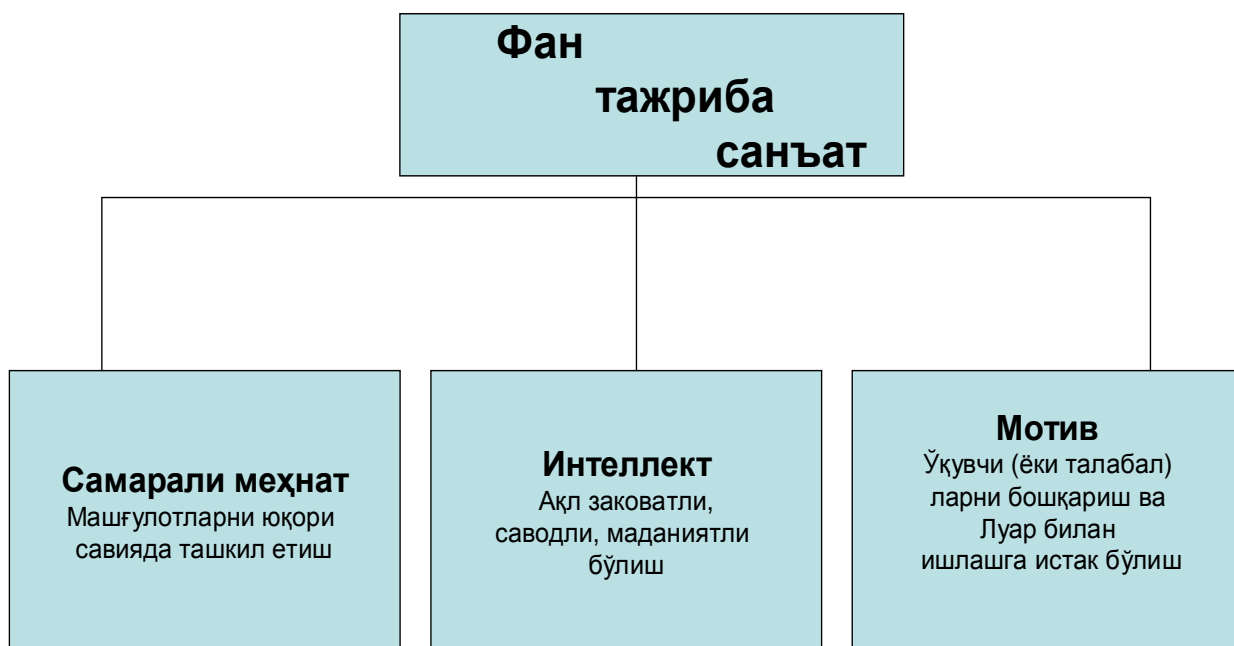 Фан
тажриба
санъат
Самарали меҳнат
Машғулотларни юқори
савияда ташкил етиш
Интеллект
Ақл заковатли,
саводли, маданиятли
бўлиш
Мотив
Ўқувчи (ёки талабал)
ларни бошқариш ва
Луар билан
ишлашга истак бўлиш